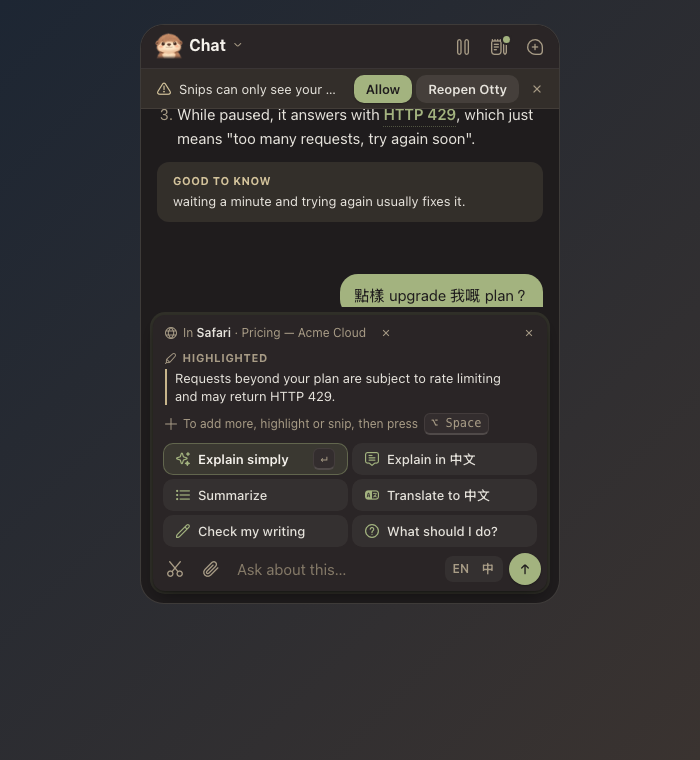 Chat
Snips can only see your ...
Allow
Reopen Otty
3. While paused, it answers with HTTP 429, which just
means "too many requests, try again soon".
GOOD TO KNOW
waiting a minute and trying again usually fixes it.
點樣 upgrade 我嘅 plan？
In Safari · Pricing — Acme Cloud
HIGHLIGHTED
Requests beyond your plan are subject to rate limiting
and may return HTTP 429.
To add more, highlight or snip, then press ⌥ Space
Explain simply
Explain in 中文
Summarize
Translate to 中文
Check my writing
What should I do?
Ask about this...
EN 中